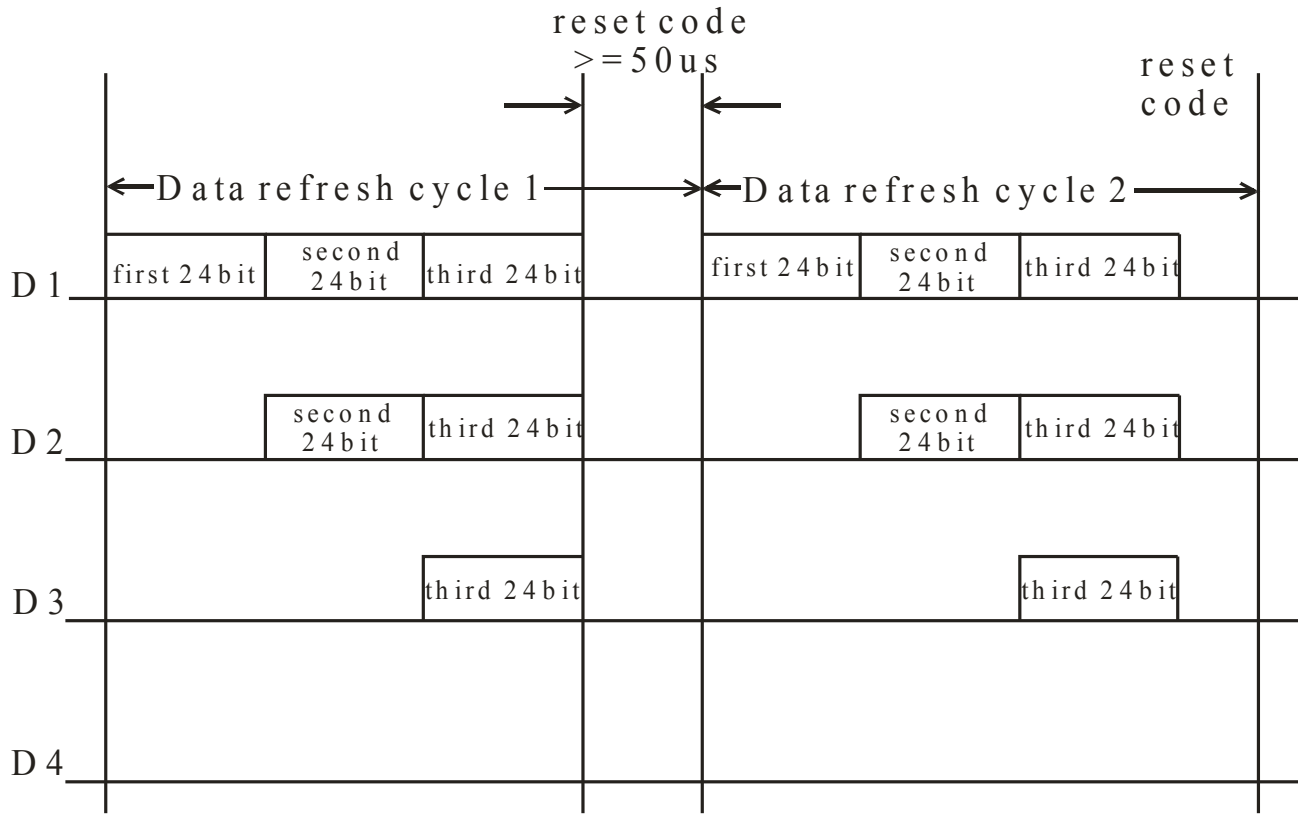 reset code
>=50us
reset
code
Data refresh cycle 1
Data refresh cycle 2
D1
first 24bit
second
24bit
third 24bit
first 24bit
second
24bit
third 24bit
D2
second
24bit
third 24bit
second
24bit
third 24bit
D3
third 24bit
third 24bit
D4